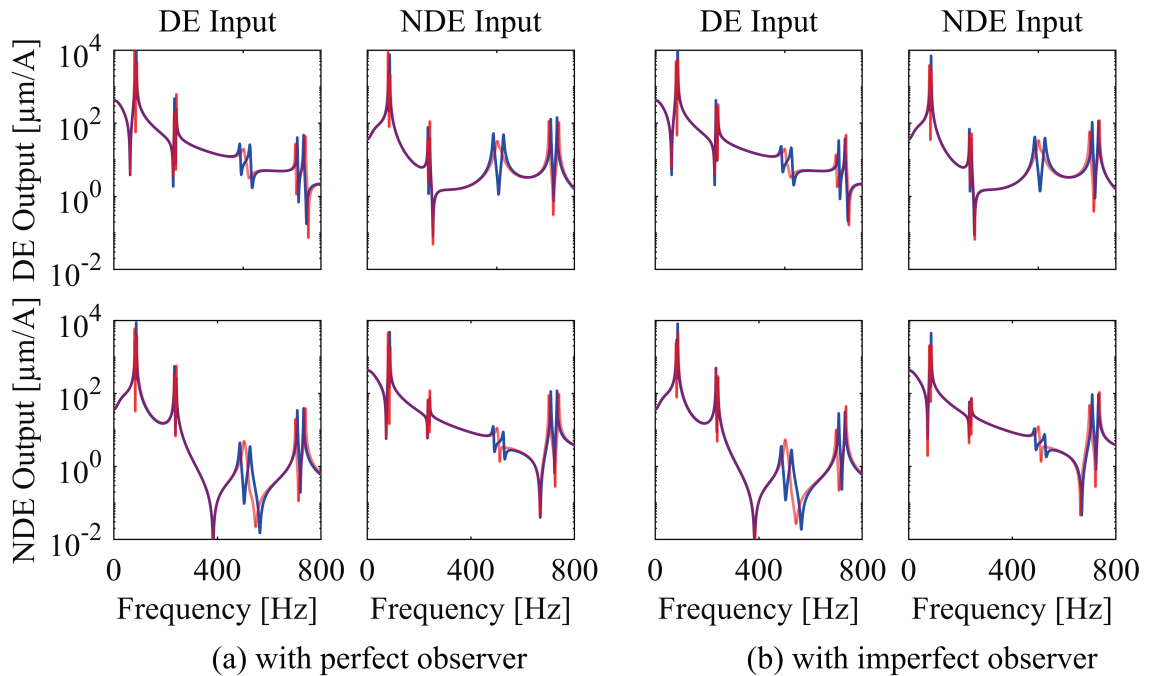 DE Input
NDE Input
DE Input
NDE Input
DE Output [μm/A]
10^4
10^2
10^0
10^-2
NDE Output [μm/A]
10^4
10^2
10^0
10^-2
0 400 800
0 400 800
0 400 800
0 400 800
Frequency [Hz]
Frequency [Hz]
Frequency [Hz]
Frequency [Hz]
(a) with perfect observer
(b) with imperfect observer